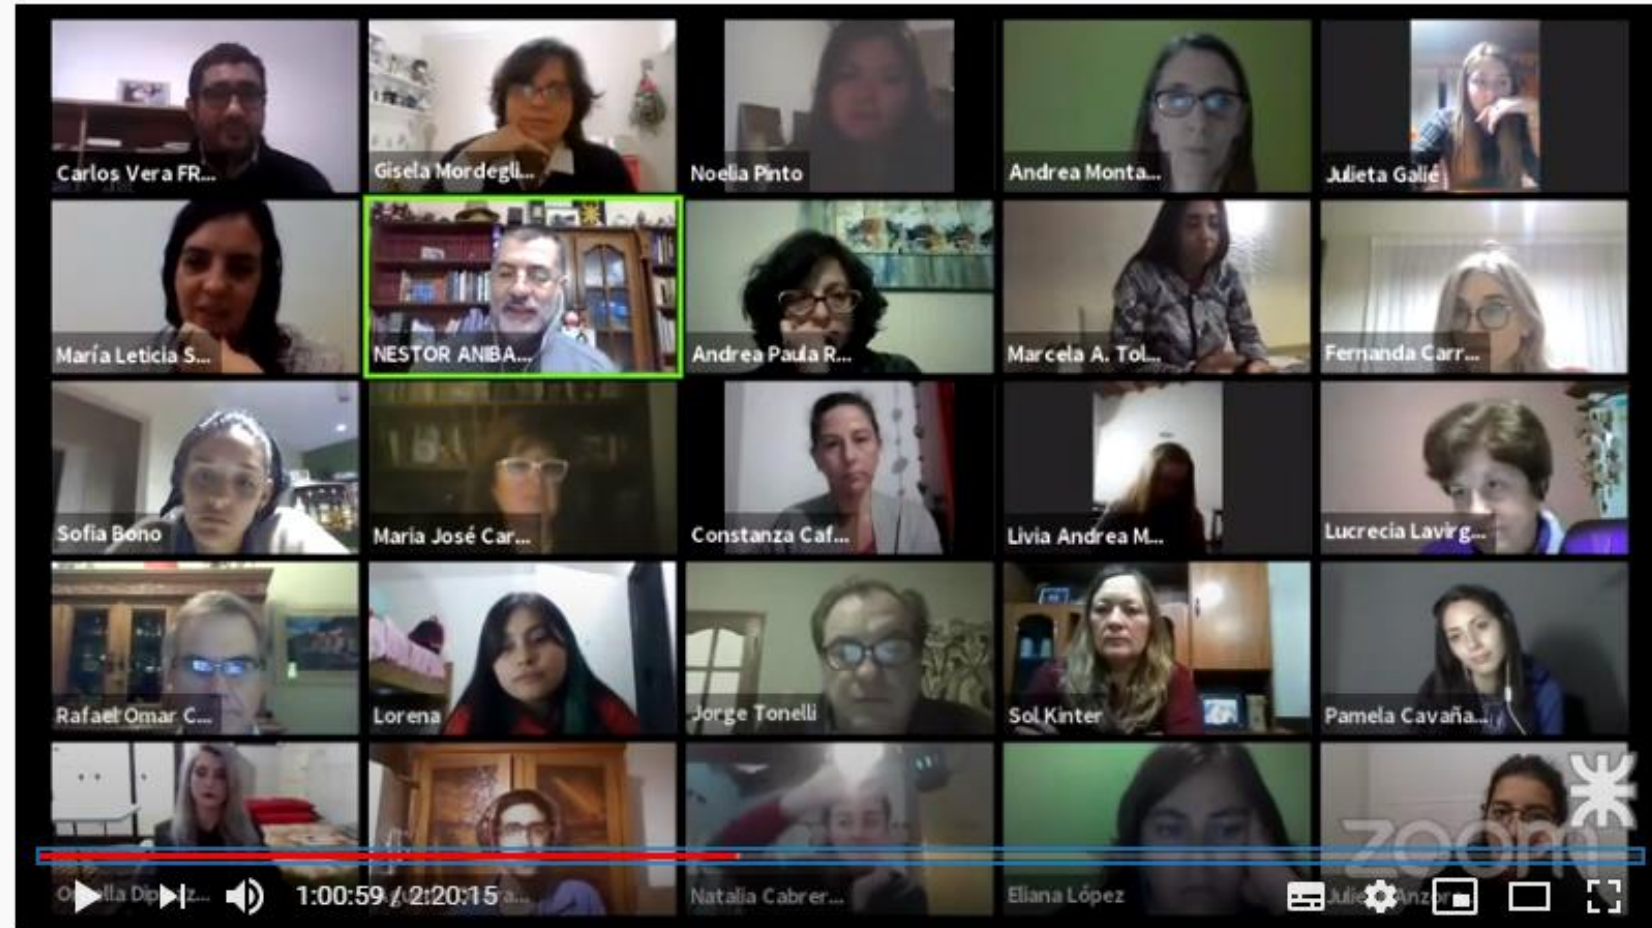 Carlos Vera FR...
Gisela Mordegli...
Noelia Pinto
Andrea Monta...
Julieta Galié
María Leticia S...
NESTOR ANIBA...
Andrea Paula R...
Marcela A. Tol...
Fernanda Carr...
Sofia Bono
Maria José Car...
Constanza Caf...
Livia Andrea M...
Lucrecia Lavirg...
Rafael Omar C...
Lorena
Jorge Tonelli
Sol Kinter
Pamela Cavaña...
Natalia Cabrer...
Eliana López
zoom
1:00:59 / 2:20:15